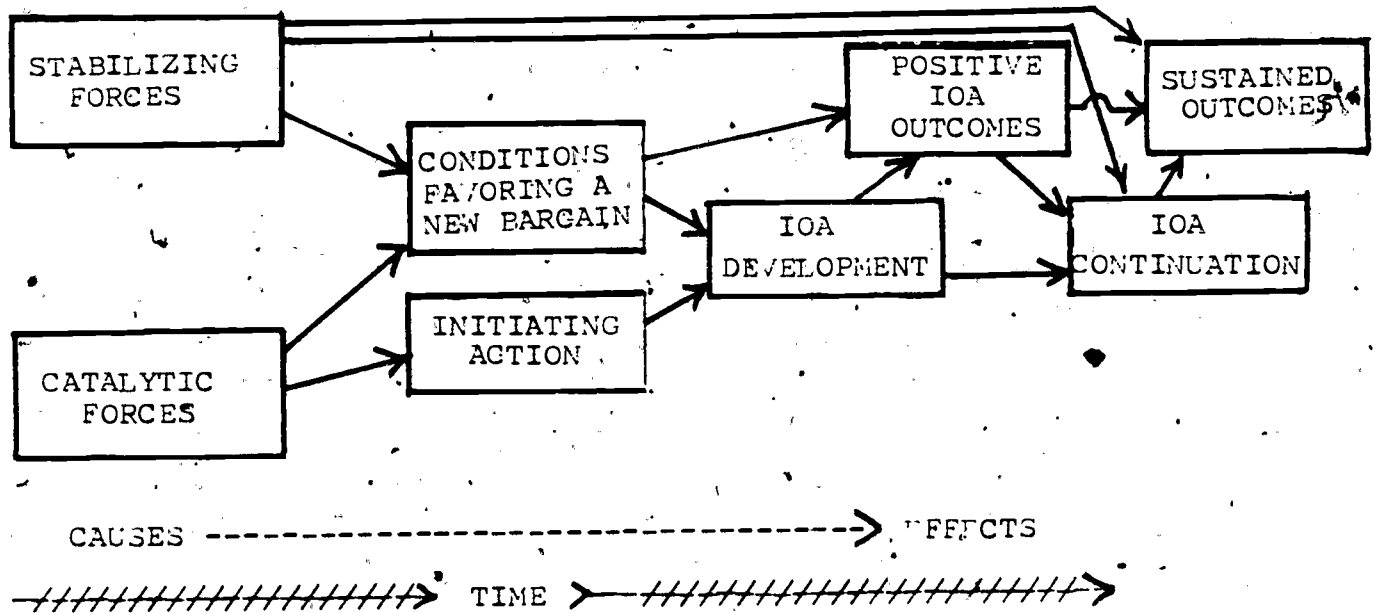 STABILIZING
FORCES
CATALYTIC
FORCES
CONDITIONS
FAVORING A
NEW BARGAIN
INITIATING
ACTION
IOA
DEVELOPMENT
POSITIVE
IOA
OUTCOMES
IOA
CONTINUATION
SUSTAINED
OUTCOMES
CAUSES EFFECTS
TIME